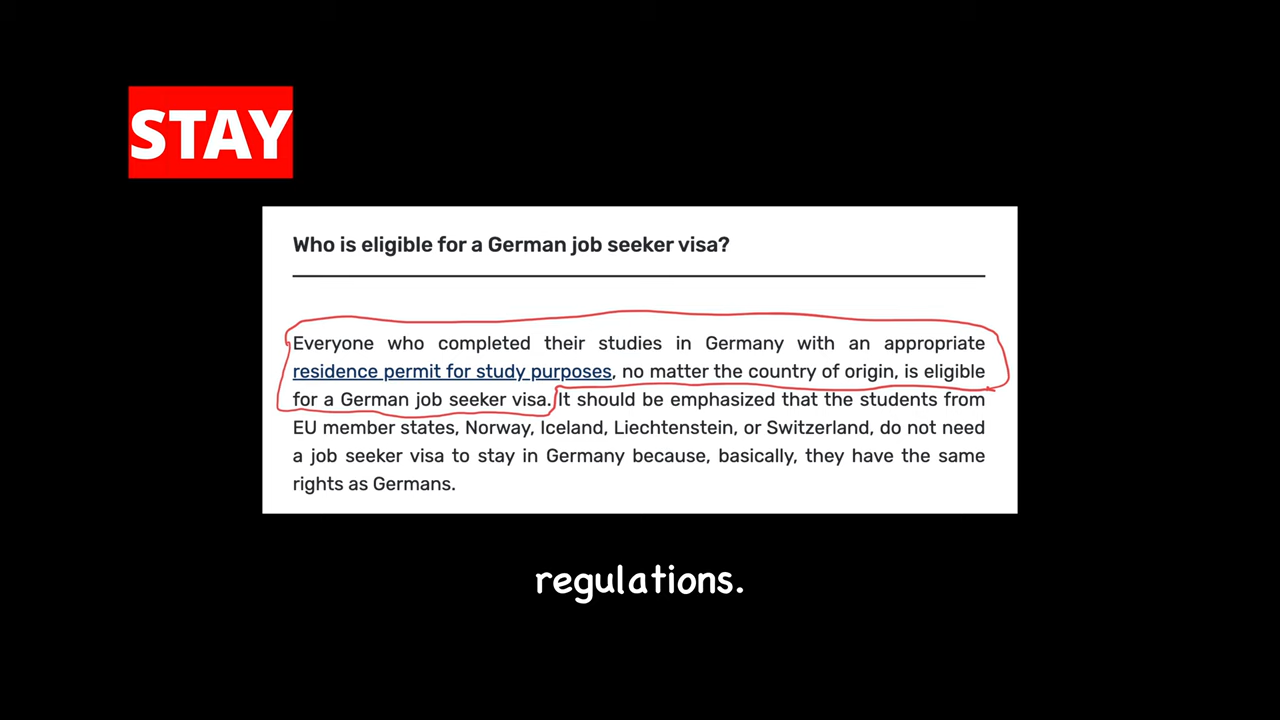 STAY
Who is eligible for a German job seeker visa?
Everyone who completed their studies in Germany with an appropriate
residence permit for study purposes, no matter the country of origin, is eligible
for a German job seeker visa. It should be emphasized that the students from
EU member states, Norway, Iceland, Liechtenstein, or Switzerland, do not need
a job seeker visa to stay in Germany because, basically, they have the same
rights as Germans.
regulations.